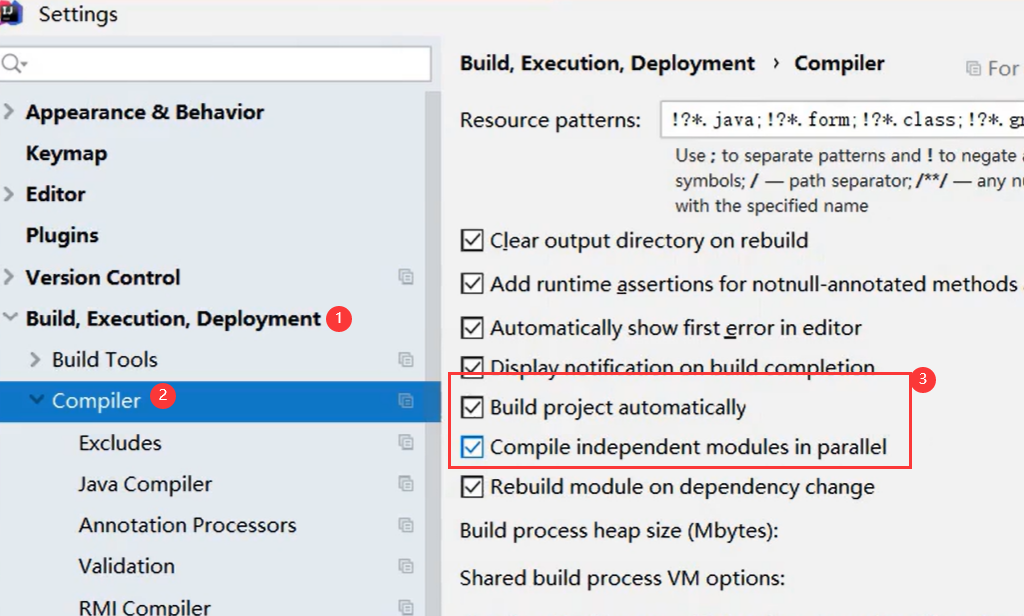 Settings
Appearance & Behavior
Keymap
Editor
Plugins
Version Control
Build, Execution, Deployment 1
Build Tools
Compiler 2
Excludes
Java Compiler
Annotation Processors
Validation
RMI Compiler
Build, Execution, Deployment › Compiler
For
Resource patterns: !?*.java;!?*.form;!?*.class;!?*.gr
Use ; to separate patterns and ! to negate a
symbols; / — path separator; /**/ — any nu
with the specified name
Clear output directory on rebuild
Add runtime assertions for notnull-annotated methods
Automatically show first error in editor
Display notification on build completion
3
Build project automatically
Compile independent modules in parallel
Rebuild module on dependency change
Build process heap size (Mbytes):
Shared build process VM options: